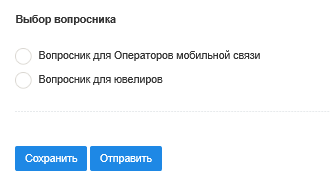 Выбор вопросника
Вопросник для Операторов мобильной связи
Вопросник для ювелиров
Сохранить Отправить